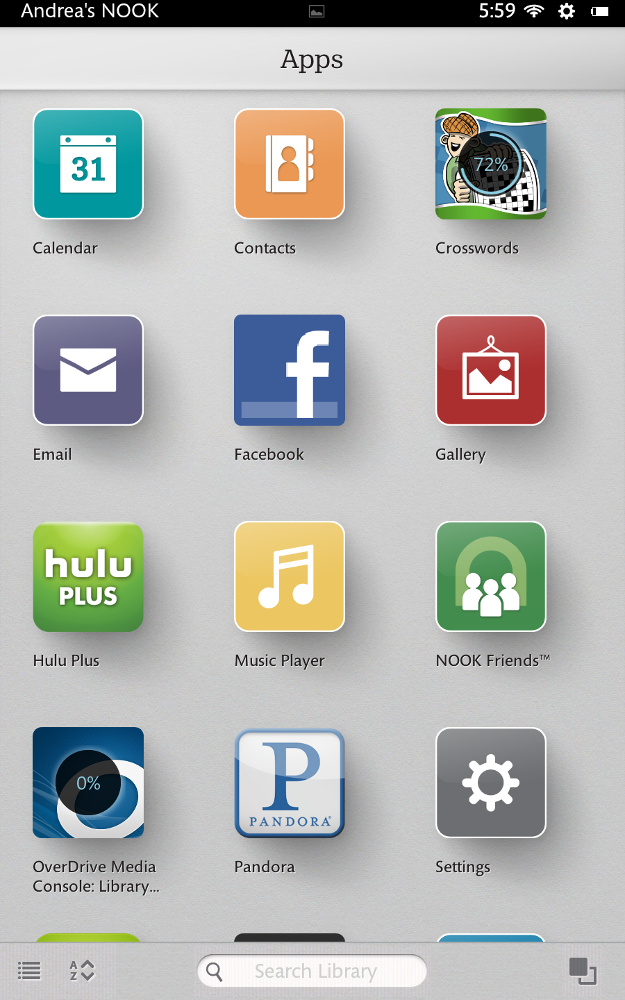 Andrea's NOOK 5:59
Apps
31
72%
Calendar Contacts Crosswords
f
Email Facebook Gallery
hulu
PLUS
Hulu Plus Music Player NOOK Friends™
0%
P
PANDORA®
OverDrive Media Pandora Settings
Console: Library...
A
Z
Search Library